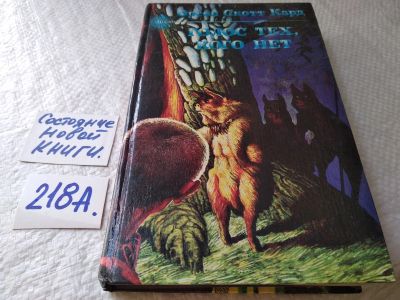 Орсон Скотт Кард
ГОЛОС ТЕХ,
КОГО НЕТ
Состояние
новой
книги.
218А.